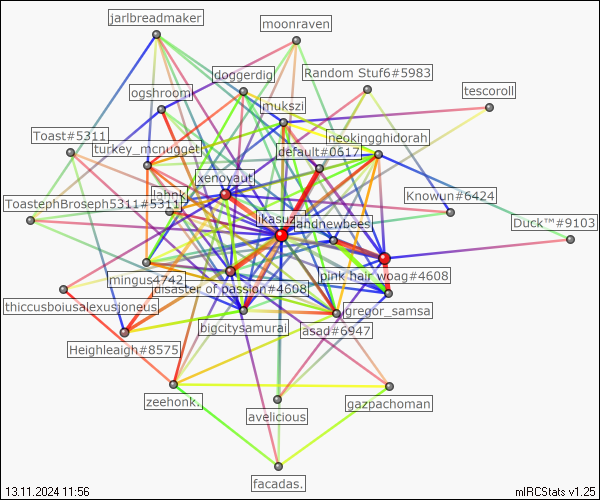 jarlbreadmaker
moonraven
doggerdig
Random Stuf6#5983
ogshroom
tescoroll
mukszi
Toast#5311
neokingghidorah
turkey_mcnugget
default#0617
xenoyaut.
lahnk
Knowun#6424
ToastephBroseph5311#5311
ikasuz
andnewbees
Duck™#9103
mingus4742
pink hair woag#4608
disaster of passion#4608
thiccusboiusalexusjoneus
gregor_samsa
bigcitysamurai
asad#6947
Heighleaigh#8575
zeehonk.
gazpachoman
avelicious
facadas.
13.11.2024 11:56
mIRCStats v1.25